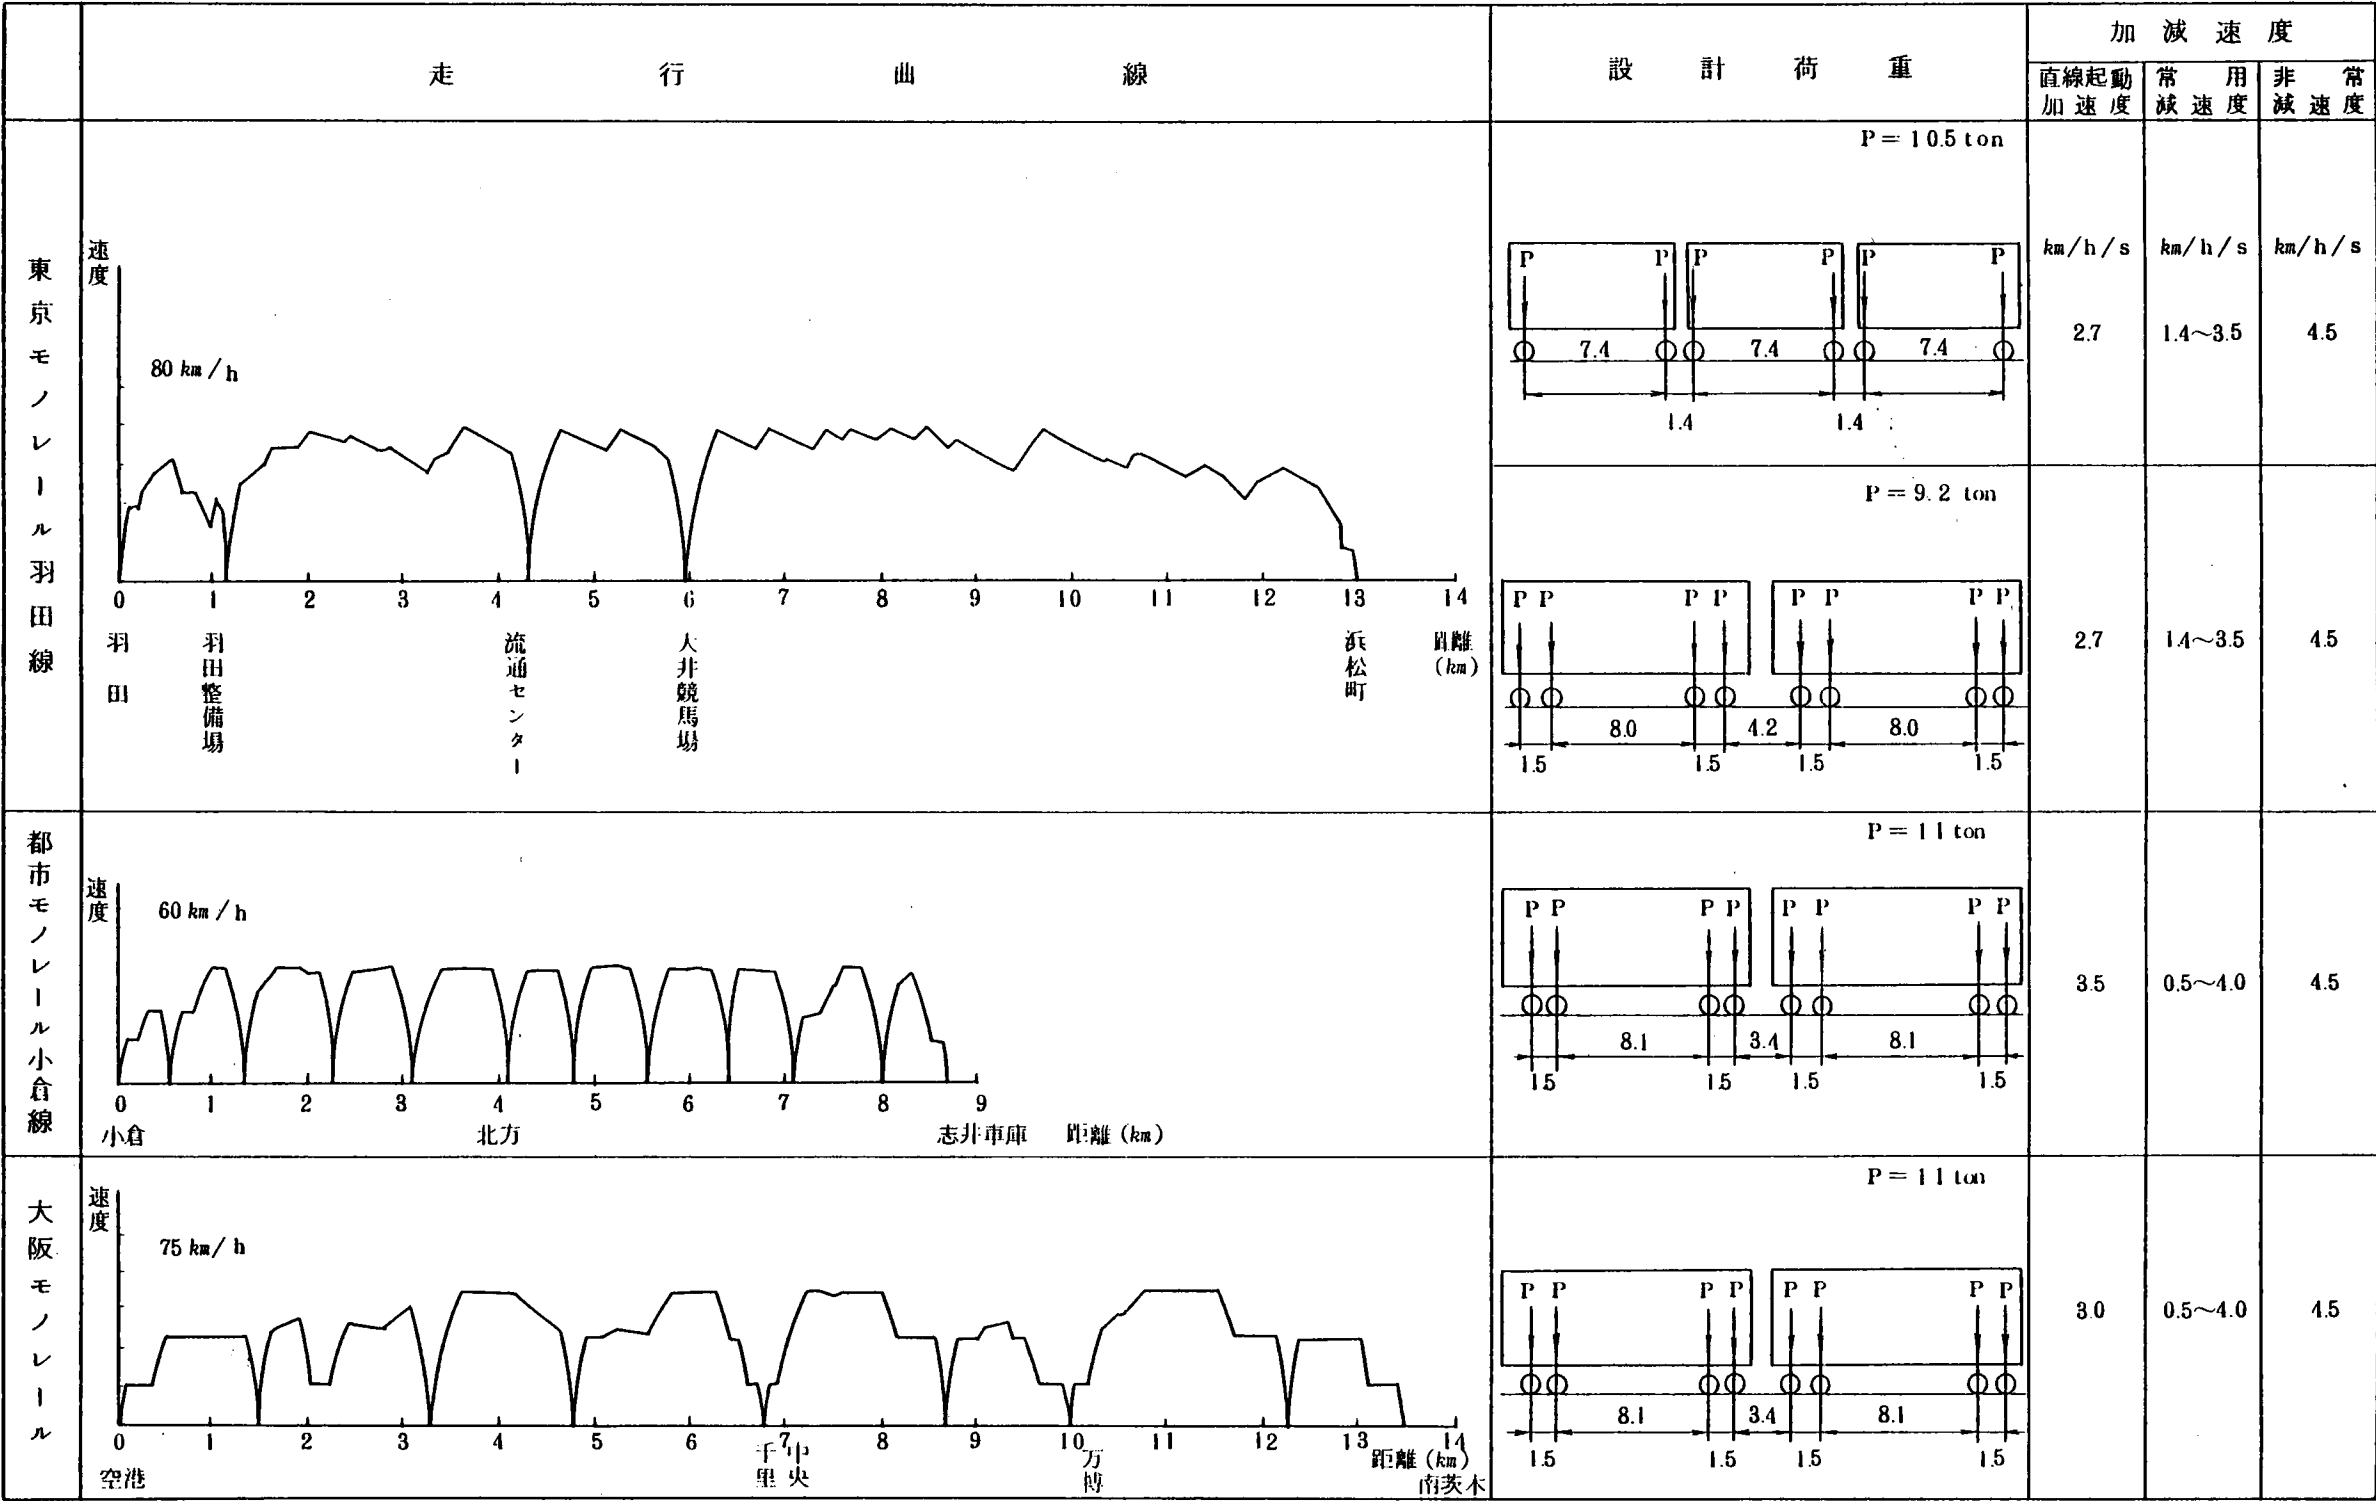 走行曲線
設計荷重
加減速度
直線起動加速度
常用減速度
非常減速度
東京モノレール羽田線
速度
80 km/h
0 1 2 3 4 5 6 7 8 9 10 11 12 13 14
羽田
羽田整備場
流通センター
大井競馬場
浜松町
距離(km)
P=10.5 ton
P P P P P P
7.4 7.4 7.4
1.4 1.4
km/h/s km/h/s km/h/s
2.7 1.4～3.5 4.5
P=9.2 ton
P P P P P P P P
8.0 4.2 8.0
1.5 1.5 1.5 1.5
2.7 1.4～3.5 4.5
都市モノレール小倉線
速度
60 km/h
0 1 2 3 4 5 6 7 8 9
小倉 北方 志井車庫 距離(km)
P=11 ton
P P P P P P P P
8.1 3.4 8.1
1.5 1.5 1.5 1.5
3.5 0.5～4.0 4.5
大阪モノレール
速度
75 km/h
0 1 2 3 4 5 6 7 8 9 10 11 12 13 14
空港
千里中央
万博
距離(km)
南茨木
P=11 ton
P P P P P P P P
8.1 3.4 8.1
1.5 1.5 1.5 1.5
3.0 0.5～4.0 4.5